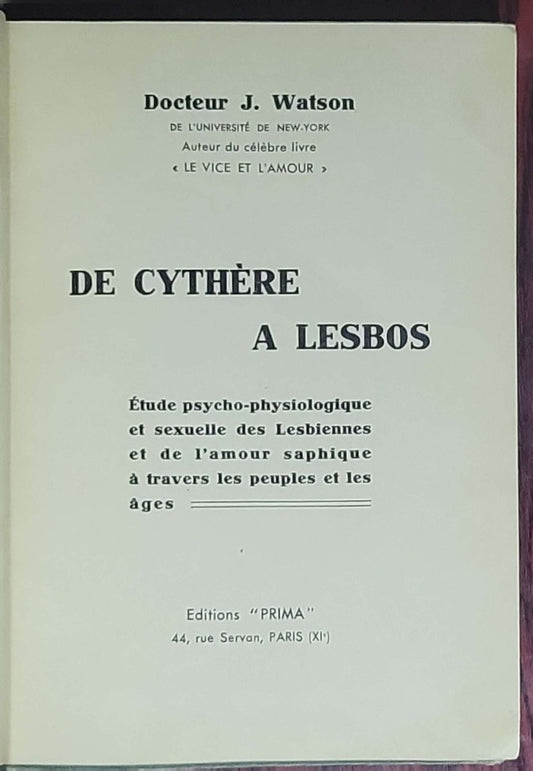 Docteur J. Watson
DE L'UNIVERSITÉ DE NEW-YORK
Auteur du célèbre livre
« LE VICE ET L'AMOUR »
DE CYTHÈRE
A LESBOS
Étude psycho-physiologique
et sexuelle des Lesbiennes
et de l'amour saphique
à travers les peuples et les
âges
Editions "PRIMA"
44, rue Servan, PARIS (XIᵉ)